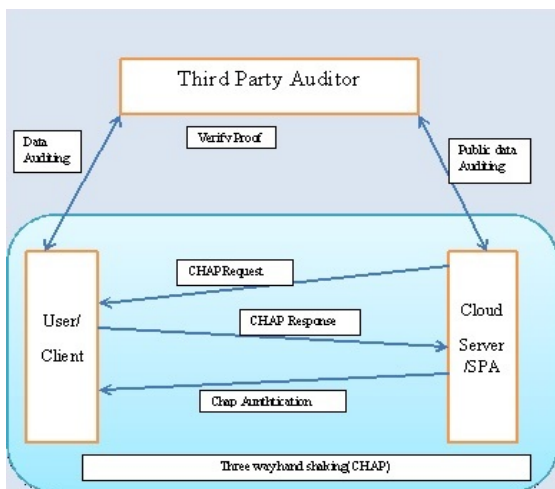 Third Party Auditor
Data
Auditing
Verify Proof
Public data
Auditing
CHAP Request
User/
Client
CHAP Response
Cloud
Server
/SPA
Chap Aunthtication
Three way hand shaking(CHAP)